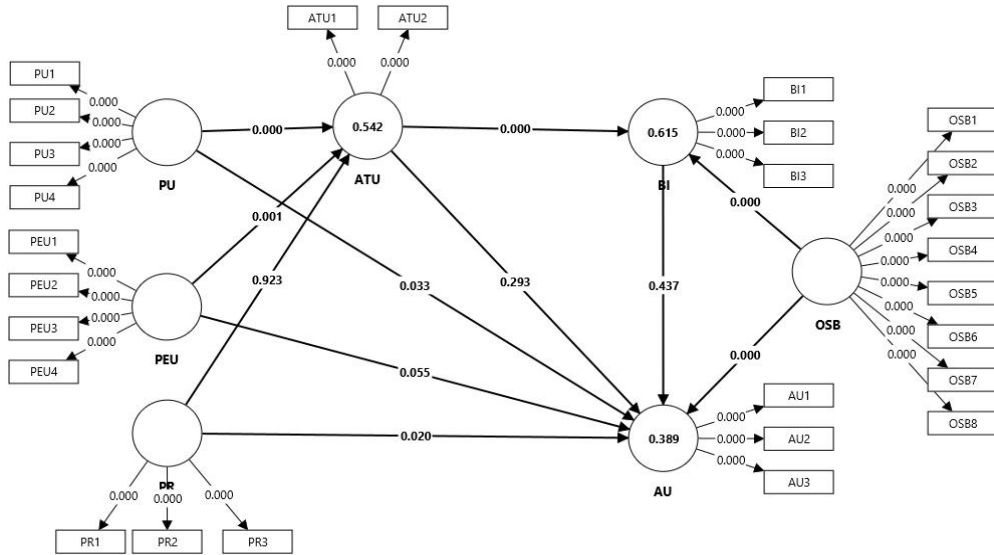 ATU1 ATU2
0.000 0.000
PU1
PU2
PU3
PU4
0.000
0.000
0.000
0.000
PU
0.000
0.542
ATU
0.000
0.615
BI
0.000
0.000
0.000
BI1
BI2
BI3
PEU1
PEU2
PEU3
PEU4
0.000
0.000
0.000
0.000
PEU
0.001
0.923
0.033
0.293
0.437
0.000
0.000
0.055
0.020
OSB
0.000
0.000
0.000
0.000
0.000
0.000
0.000
0.000
OSB1
OSB2
OSB3
OSB4
OSB5
OSB6
OSB7
OSB8
0.389
AU
0.000
0.000
0.000
AU1
AU2
AU3
PR
0.000 0.000 0.000
PR1 PR2 PR3